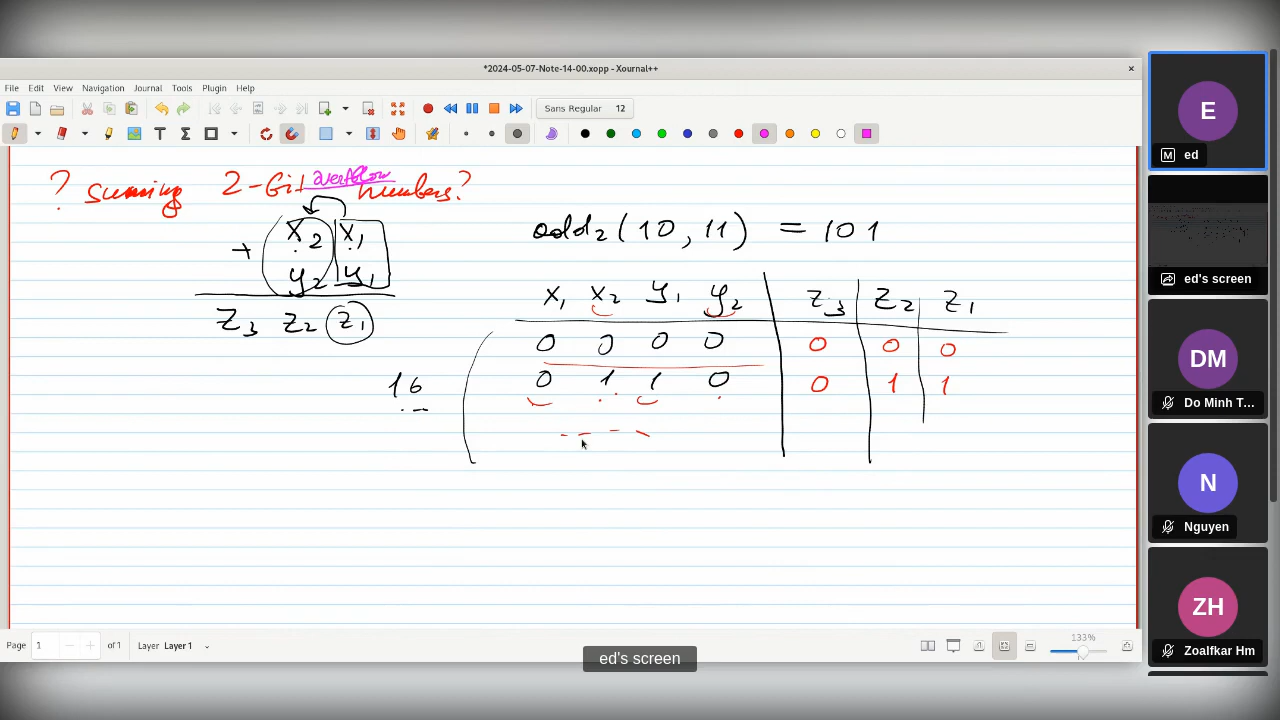 *2024-05-07-Note-14-00.xopp - Xournal++
File Edit View Navigation Journal Tools Plugin Help
Sans Regular 12
? summing 2-bit numbers?
overflow
x2 x1
+
y2 y1
z3 z2 z1
add2(10, 11) = 101
x1 x2 y1 y2 z3 z2 z1
0 0 0 0 0 0 0
16 0 1 1 0 0 1 1
Page 1 of 1 Layer Layer 1 133%
ed's screen
E
ed
ed's screen
DM
Do Minh T...
N
Nguyen
ZH
Zoalfkar Hm